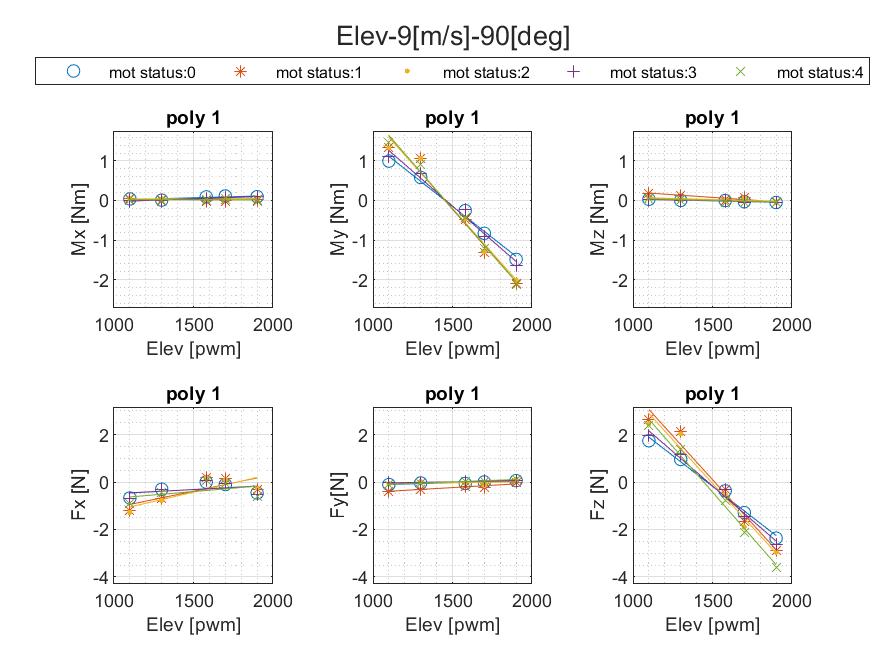 Elev-9[m/s]-90[deg]
mot status:0 mot status:1 mot status:2 mot status:3 mot status:4
poly 1 poly 1 poly 1
Mx [Nm] 1 0 -1 -2
My [Nm] 1 0 -1 -2
Mz [Nm] 1 0 -1 -2
1000 1500 2000 1000 1500 2000 1000 1500 2000
Elev [pwm] Elev [pwm] Elev [pwm]
poly 1 poly 1 poly 1
Fx [N] 2 0 -2 -4
Fy[N] 2 0 -2 -4
Fz [N] 2 0 -2 -4
1000 1500 2000 1000 1500 2000 1000 1500 2000
Elev [pwm] Elev [pwm] Elev [pwm]